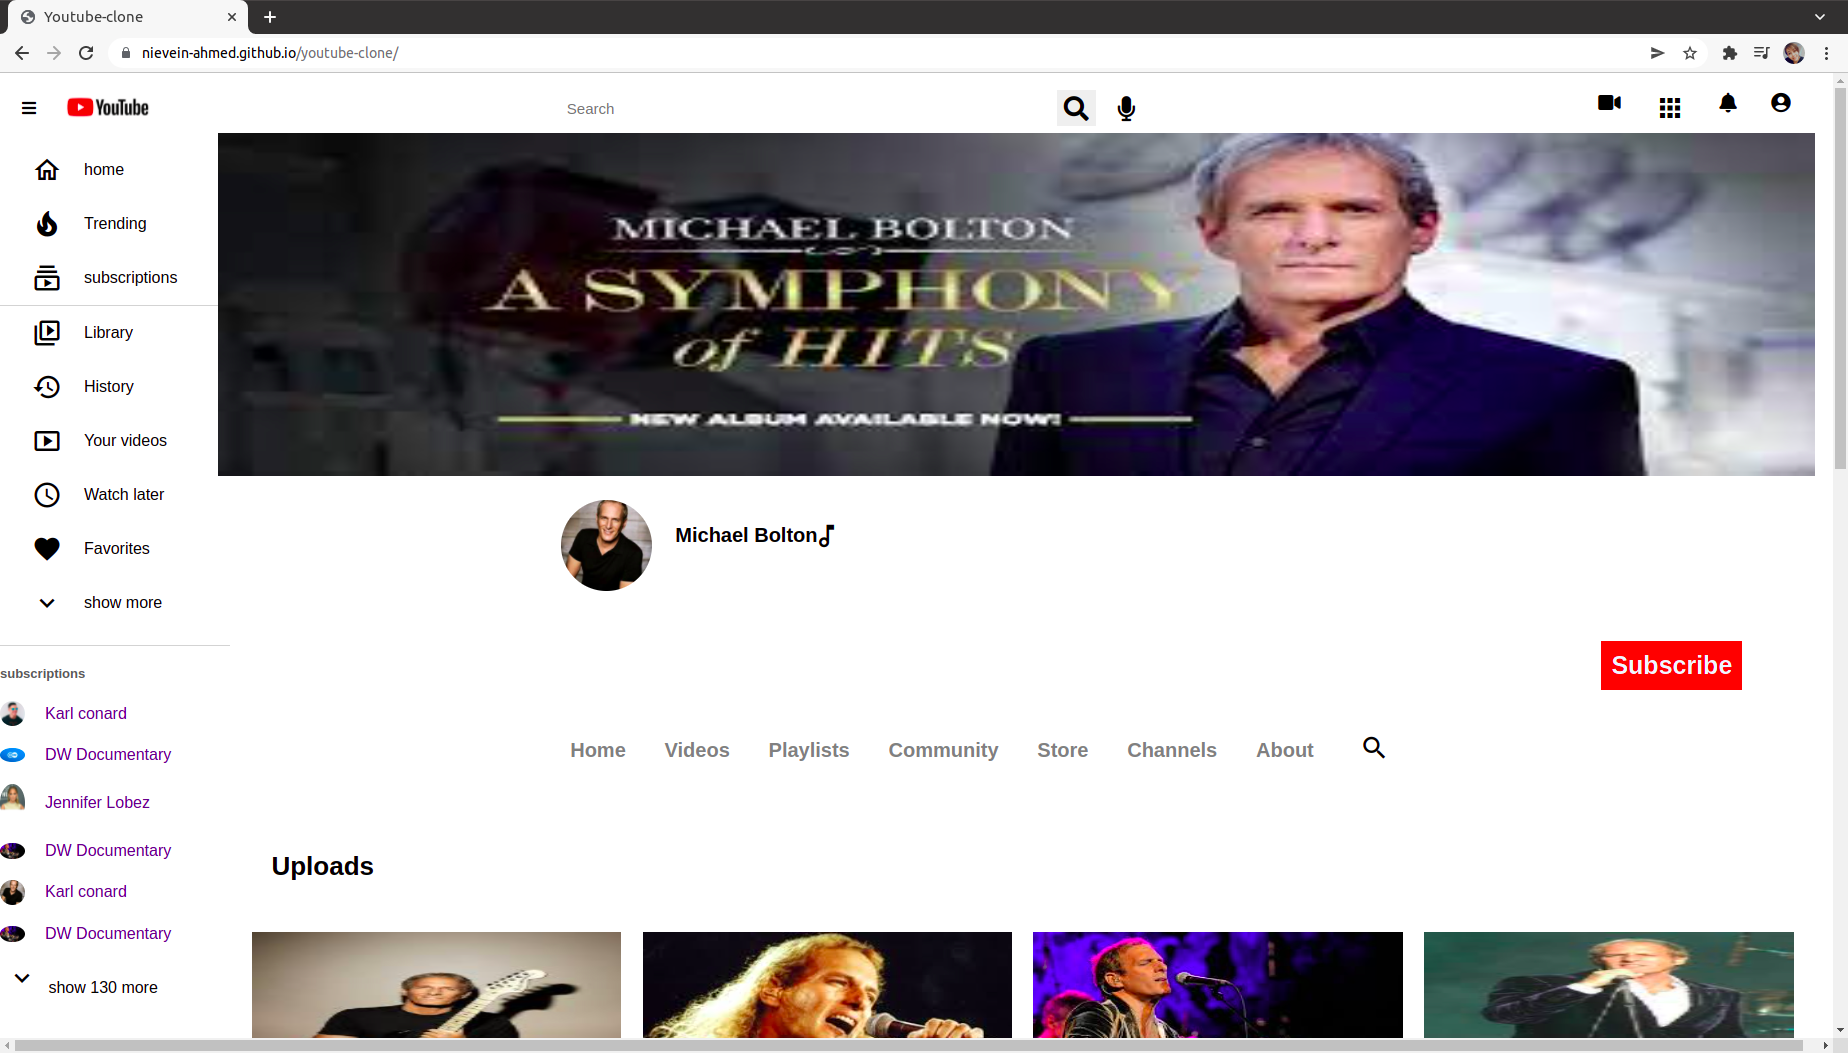 Youtube-clone
nievein-ahmed.github.io/youtube-clone/
YouTube
Search
home
Trending
subscriptions
Library
History
Your videos
Watch later
Favorites
show more
subscriptions
Karl conard
DW Documentary
Jennifer Lobez
DW Documentary
Karl conard
DW Documentary
show 130 more
MICHAEL BOLTON
A SYMPHONY
of HITS
NEW ALBUM AVAILABLE NOW!
Michael Bolton
Subscribe
Home Videos Playlists Community Store Channels About
Uploads